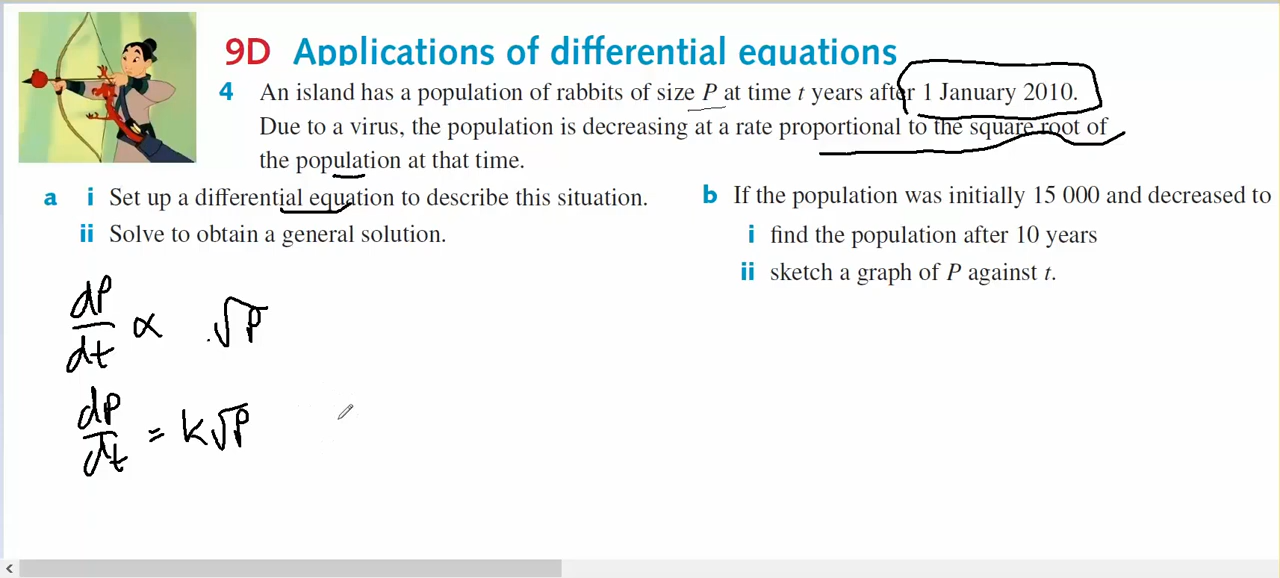 9D Applications of differential equations
4 An island has a population of rabbits of size P at time t years after 1 January 2010.
Due to a virus, the population is decreasing at a rate proportional to the square root of
the population at that time.
a i Set up a differential equation to describe this situation.
ii Solve to obtain a general solution.
b If the population was initially 15 000 and decreased to
i find the population after 10 years
ii sketch a graph of P against t.
dP/dt ∝ √P
dP/dt = k√P